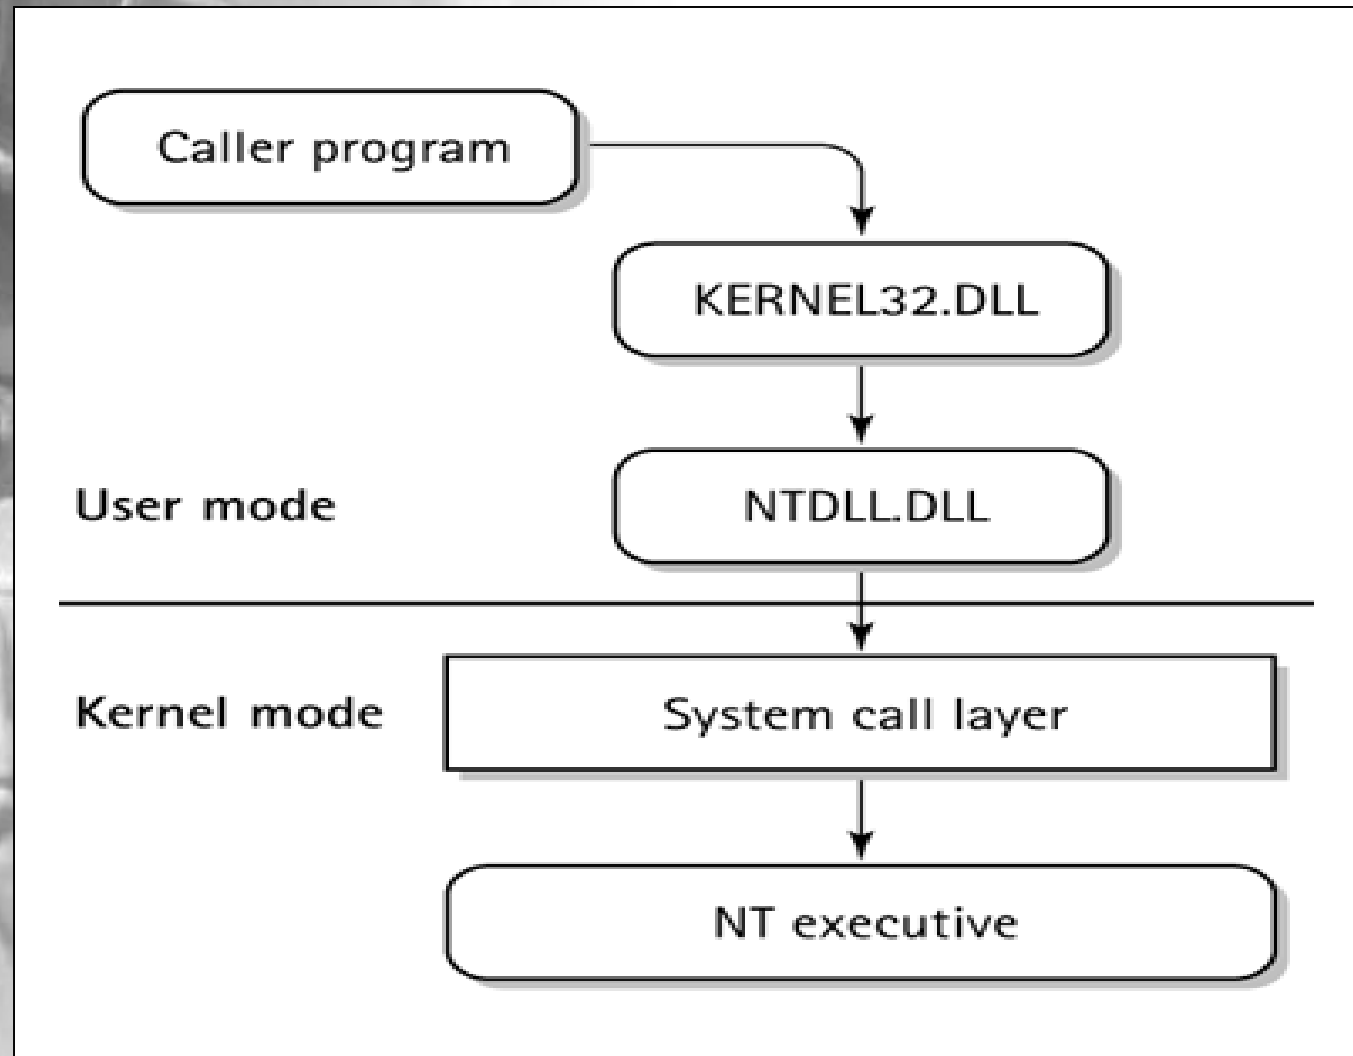 Caller program
KERNEL32.DLL
User mode
NTDLL.DLL
Kernel mode
System call layer
NT executive